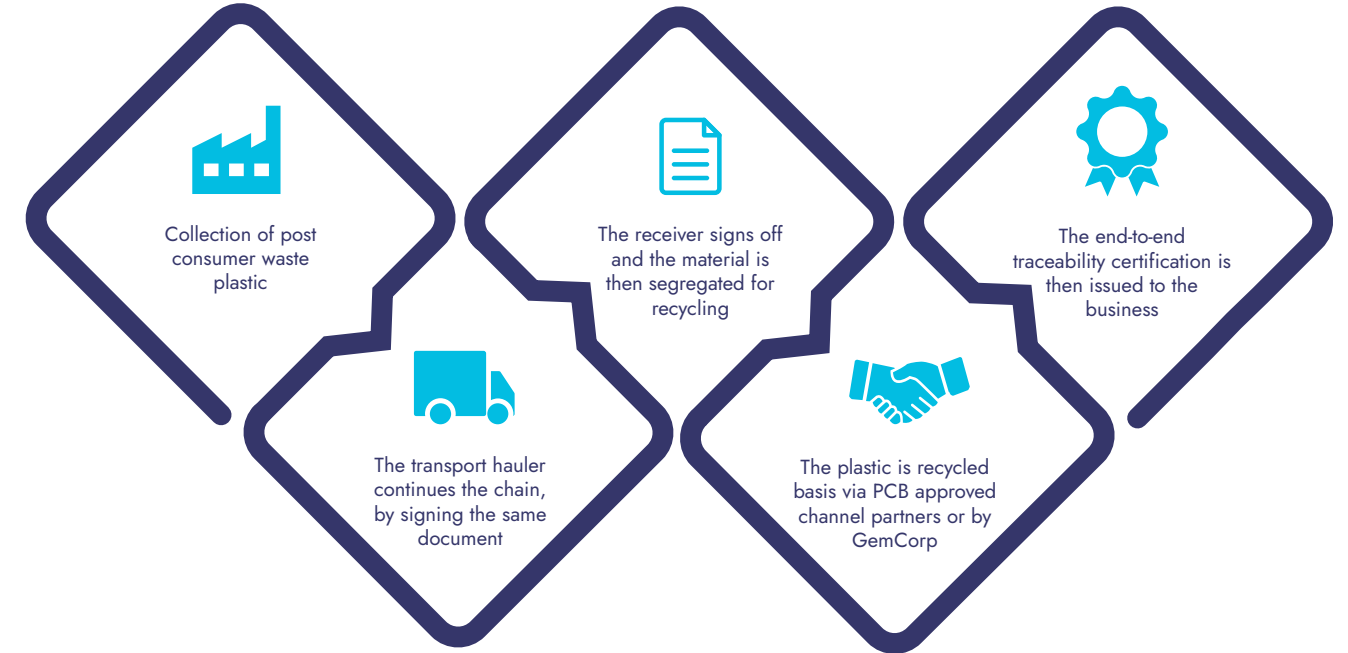 Collection of post
consumer waste
plastic
The transport hauler
continues the chain,
by signing the same
document
The receiver signs off
and the material is
then segregated for
recycling
The plastic is recycled
basis via PCB approved
channel partners or by
GemCorp
The end-to-end
traceability certification is
then issued to the
business